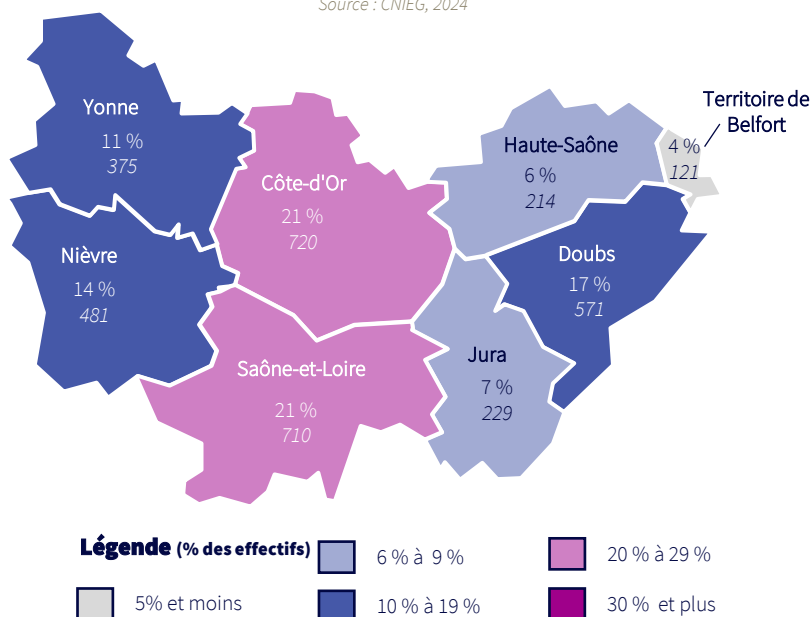 Source : CNIEG, 2024
Yonne
11 %
375
Côte-d'Or
21 %
720
Haute-Saône
6 %
214
Territoire de
Belfort
4 %
121
Nièvre
14 %
481
Doubs
17 %
571
Saône-et-Loire
21 %
710
Jura
7 %
229
Légende (% des effectifs)
6 % à 9 %
20 % à 29 %
5% et moins
10 % à 19 %
30 % et plus